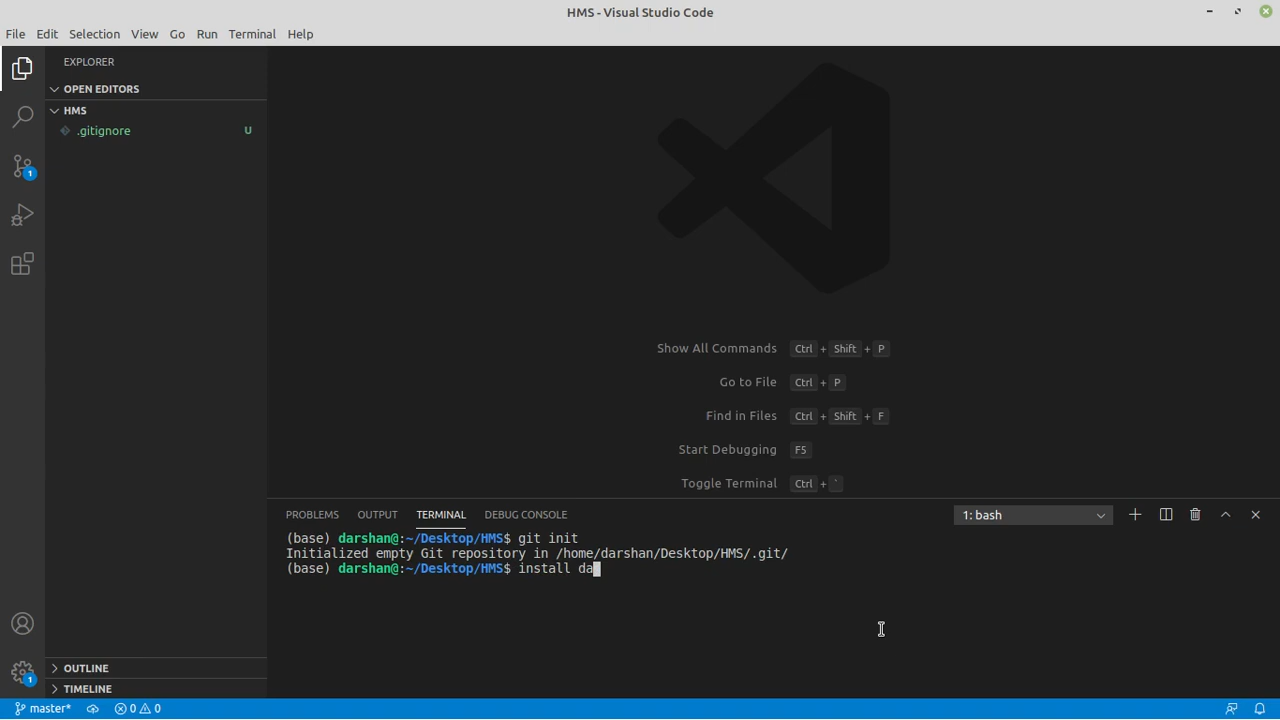 HMS - Visual Studio Code
File Edit Selection View Go Run Terminal Help
EXPLORER
OPEN EDITORS
HMS
.gitignore U
1
Show All Commands Ctrl + Shift + P
Go to File Ctrl + P
Find in Files Ctrl + Shift + F
Start Debugging F5
Toggle Terminal Ctrl + `
PROBLEMS OUTPUT TERMINAL DEBUG CONSOLE 1: bash
(base) darshan@:~/Desktop/HMS$ git init
Initialized empty Git repository in /home/darshan/Desktop/HMS/.git/
(base) darshan@:~/Desktop/HMS$ install da
OUTLINE
1
TIMELINE
master* 0 0